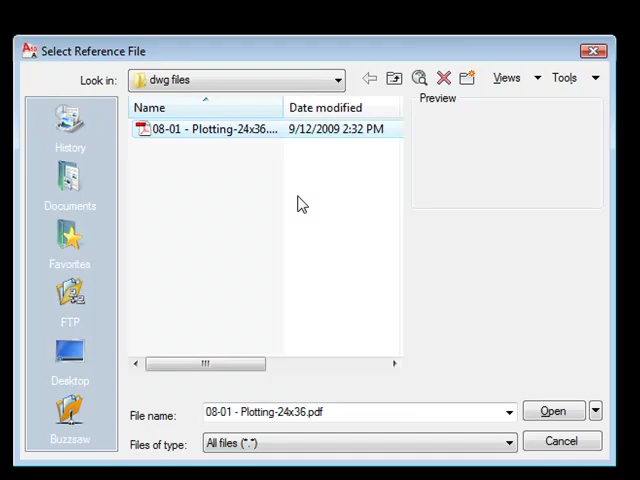 Select Reference File
Look in: dwg files Views Tools
Name Date modified Preview
08-01 - Plotting-24x36.... 9/12/2009 2:32 PM
History
Documents
Favorites
FTP
Desktop
Buzzsaw
File name: 08-01 - Plotting-24x36.pdf Open
Files of type: All files (*.*) Cancel